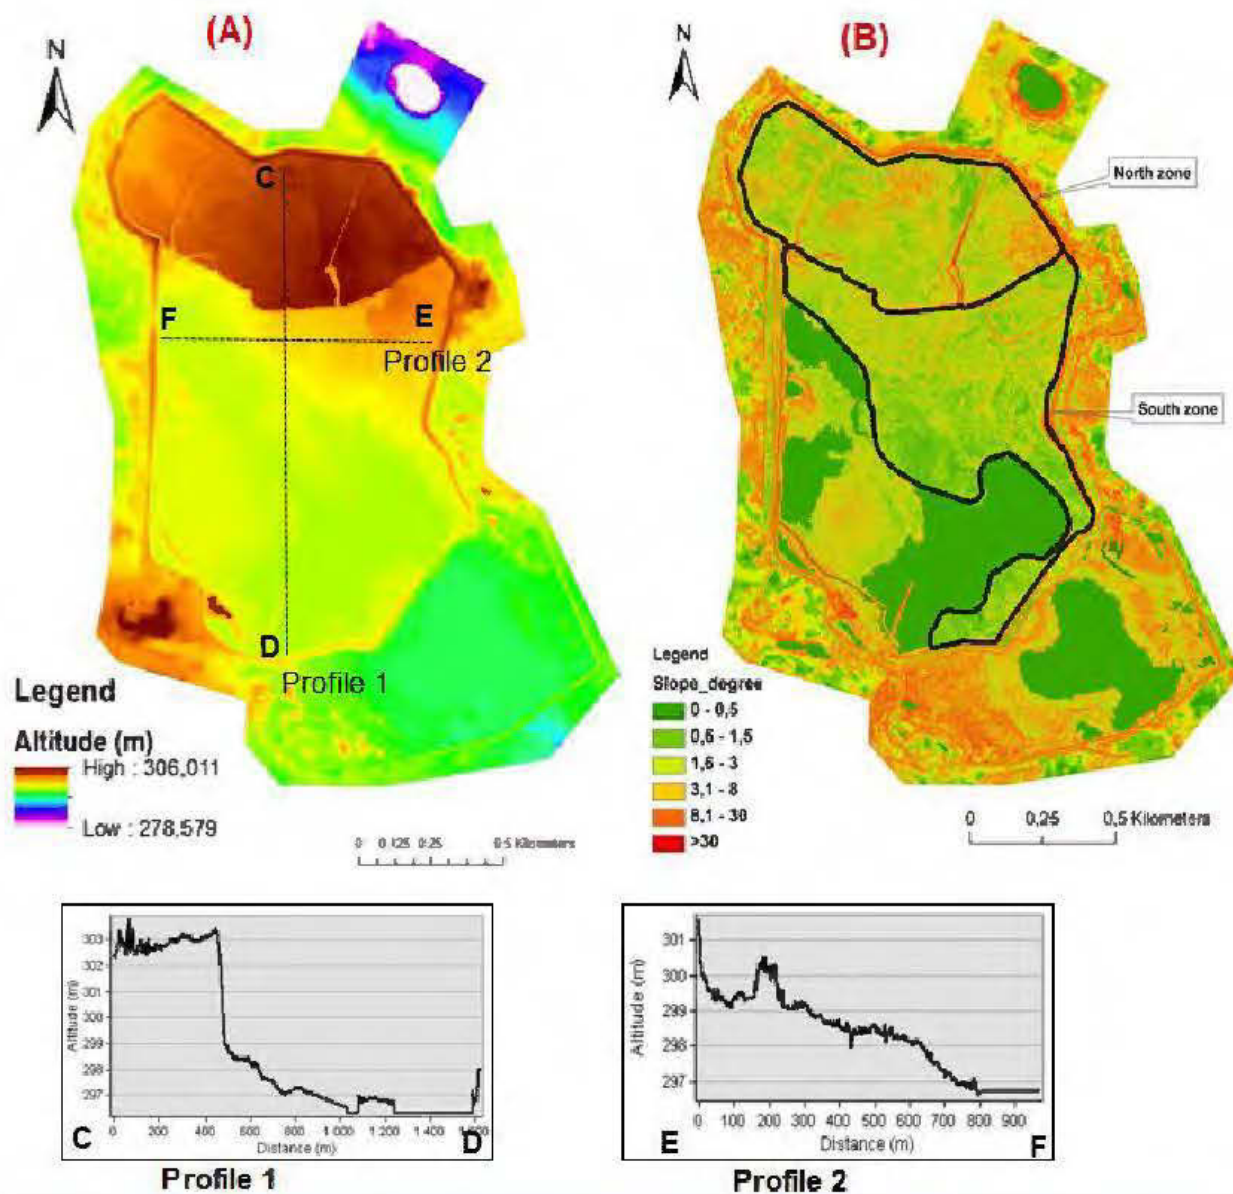 (A)
N
C
F
E
Profile 2
D
Profile 1
Legend
Altitude (m)
High : 306,011
Low : 278,579
0 0,125 0,25 0,5 Kilometers
(B)
N
North zone
South zone
Legend
Slope_degree
0 - 0,5
0,6 - 1,5
1,6 - 3
3,1 - 8
8,1 - 30
>30
0 0,25 0,5 Kilometers
303
302
301
300
299
298
297
Altitude (m)
0 200 400 600 800 1 000 1 200 1 400 1 600
Distance (m)
C
D
Profile 1
301
300
299
298
297
Altitude (m)
0 100 200 300 400 500 600 700 800 900
Distance (m)
E
F
Profile 2